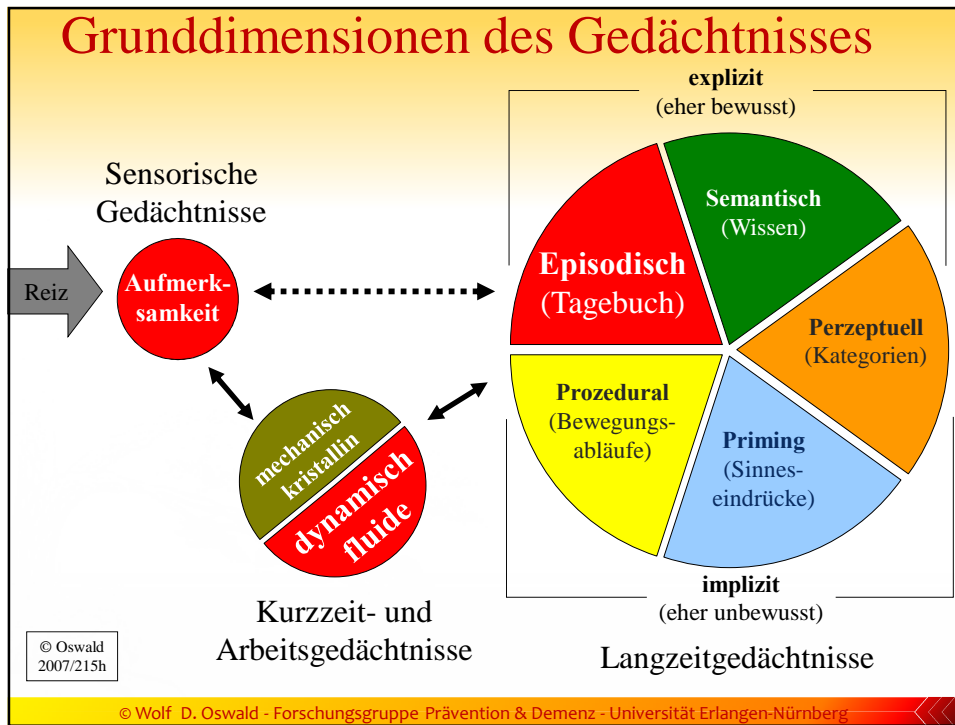 Grunddimensionen des Gedächtnisses
explizit
(eher bewusst)
Sensorische
Gedächtnisse
Reiz
Aufmerk-
samkeit
Episodisch
(Tagebuch)
Semantisch
(Wissen)
Perzeptuell
(Kategorien)
Prozedural
(Bewegungs-
abläufe)
Priming
(Sinnes-
eindrücke)
mechanisch
kristallin
dynamisch
fluide
Kurzzeit- und
Arbeitsgedächtnisse
implizit
(eher unbewusst)
Langzeitgedächtnisse
© Oswald
2007/215h
© Wolf D. Oswald - Forschungsgruppe Prävention & Demenz - Universität Erlangen-Nürnberg